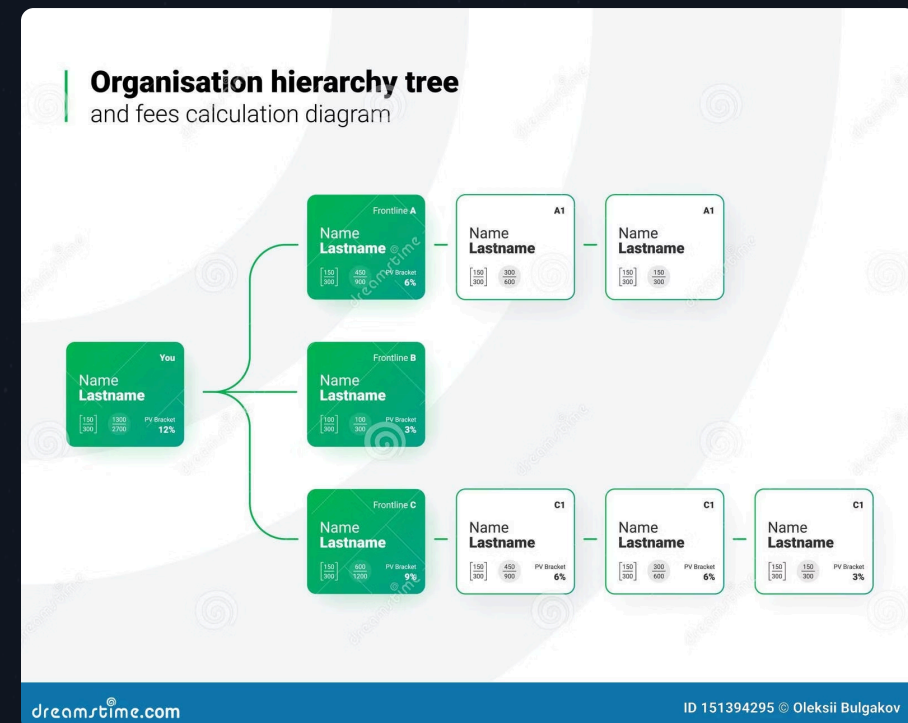 Organisation hierarchy tree
and fees calculation diagram
Frontline A
Name
Lastname
150
300
450
900
PV Bracket
6%
A1
Name
Lastname
150
300
300
600
A1
Name
Lastname
150
300
150
300
You
Name
Lastname
150
300
1300
2700
PV Bracket
12%
Frontline B
Name
Lastname
100
300
100
300
PV Bracket
3%
Frontline C
Name
Lastname
150
300
600
1200
PV Bracket
9%
C1
Name
Lastname
150
300
450
900
PV Bracket
6%
C1
Name
Lastname
150
300
300
600
PV Bracket
6%
C1
Name
Lastname
150
300
150
300
PV Bracket
3%
dreamstime.com
ID 151394295 © Oleksii Bulgakov